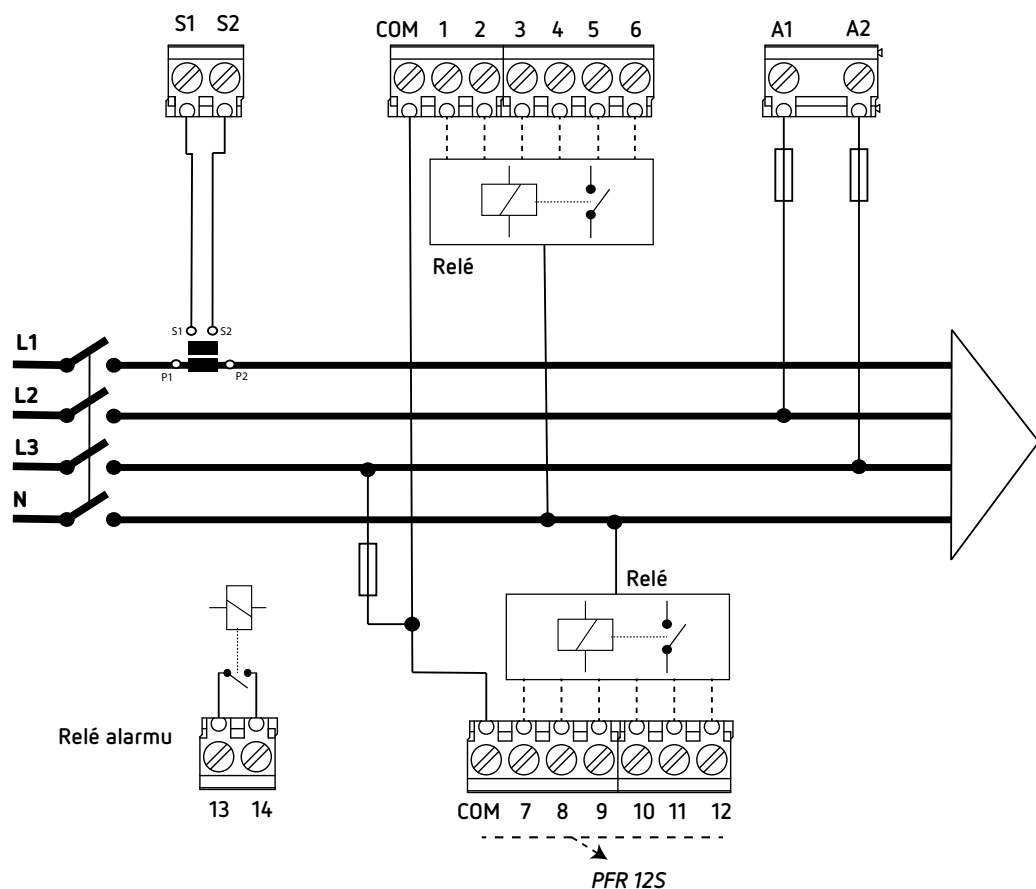 S1 S2
COM 1 2 3 4 5 6
A1 A2
Relé
S1 S2
L1
P1 P2
L2
L3
N
Relé
Relé alarmu
13 14
COM 7 8 9 10 11 12
PFR 12S